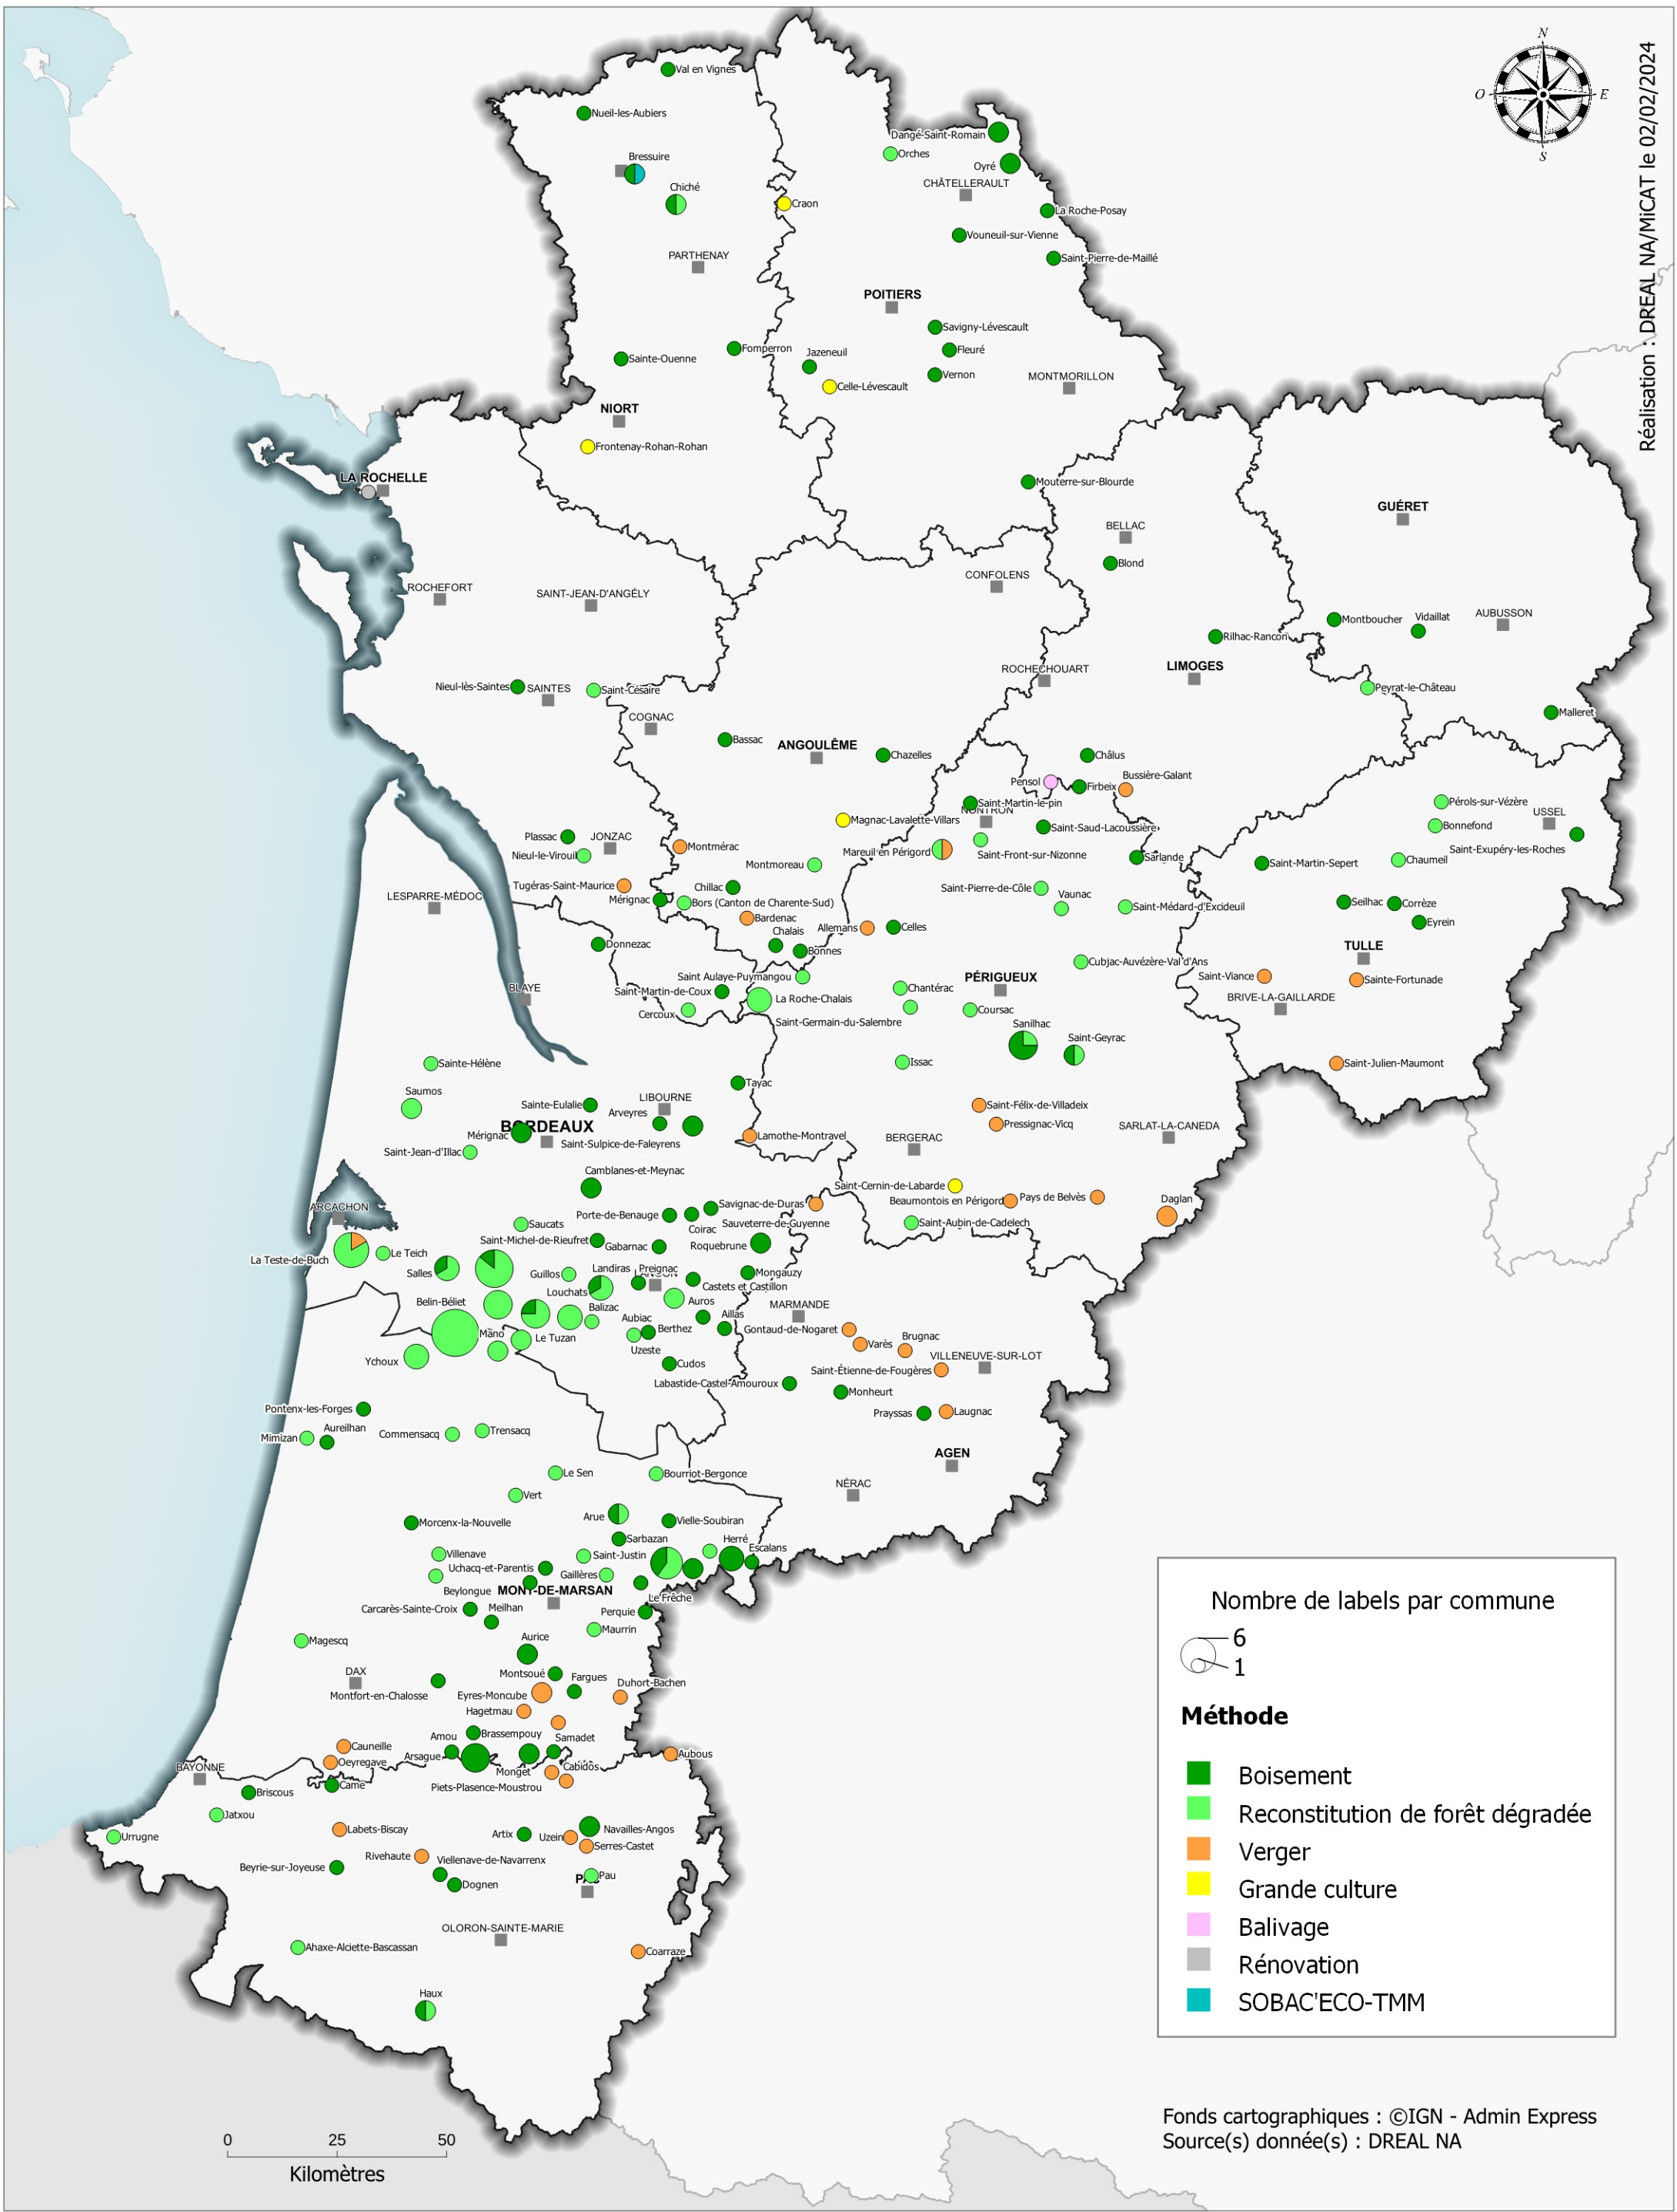 N
O
E
S
Réalisation : DREAL NA/MiCAT le 02/02/2024
Val en Vignes
Nueil-les-Aubiers
Dangé-Saint-Romain
Orches
Bressuire
Oyré
CHÂTELLERAULT
Chiché
Craon
La Roche-Posay
Vouneuil-sur-Vienne
PARTHENAY
Saint-Pierre-de-Maillé
POITIERS
Savigny-Lévescault
Fomperron
Jazeneuil
Fleuré
Sainte-Ouenne
Vernon
MONTMORILLON
Celle-Lévescault
NIORT
Frontenay-Rohan-Rohan
LA ROCHELLE
Mouterre-sur-Blourde
GUÉRET
BELLAC
Blond
CONFOLENS
ROCHEFORT
SAINT-JEAN-D'ANGÉLY
Montboucher
Vidaillat
AUBUSSON
Rilhac-Rancon
LIMOGES
ROCHECHOUART
Nieul-lès-Saintes
SAINTES
Saint-Césaire
Peyrat-le-Château
COGNAC
Malleret
Bassac
ANGOULÊME
Chazelles
Châlus
Pensol
Firbeix
Bussière-Galant
Saint-Martin-le-pin
NONTRON
Pérols-sur-Vézère
USSEL
Magnac-Lavalette-Villars
Saint-Saud-Lacoussière
Bonnefond
Plassac
JONZAC
Montmérac
Mareuil en Périgord
Saint-Exupéry-les-Roches
Nieul-le-Virouil
Saint-Front-sur-Nizonne
Sarlande
Chaumeil
Montmoreau
Saint-Martin-Sepert
Tugéras-Saint-Maurice
Chillac
Saint-Pierre-de-Côle
LESPARRE-MÉDOC
Vaunac
Mérignac
Bors (Canton de Charente-Sud)
Saint-Médard-d'Excideuil
Seilhac
Corrèze
Bardenac
Allemans
Celles
Eyrein
Chalais
Donnezac
Bonnes
TULLE
Cubjac-Auvézère-Val d'Ans
Saint Aulaye-Puymangou
PÉRIGUEUX
Saint-Viance
Sainte-Fortunade
BLAYE
Saint-Martin-de-Coux
La Roche-Chalais
Chantérac
BRIVE-LA-GAILLARDE
Cercoux
Coursac
Saint-Germain-du-Salembre
Sanilhac
Saint-Geyrac
Sainte-Hélène
Issac
Saint-Julien-Maumont
Tayac
Saumos
LIBOURNE
Sainte-Eulalie
Saint-Félix-de-Villadeix
Arveyres
BORDEAUX
Pressignac-Vicq
SARLAT-LA-CANEDA
Mérignac
Lamothe-Montravel
BERGERAC
Saint-Sulpice-de-Faleyrens
Saint-Jean-d'Illac
Camblanes-et-Meynac
Saint-Cernin-de-Labarde
Beaumontois en Périgord
Pays de Belvès
Daglan
ARCACHON
Savignac-de-Duras
Porte-de-Benauge
Saucats
Sauveterre-de-Guyenne
Saint-Aubin-de-Cadelech
Coirac
Saint-Michel-de-Rieufret
Gabarnac
Roquebrune
La Teste-de-Buch
Le Teich
Salles
Guillos
Landiras
Preignac
LANGON
Mongauzy
Castets et Castillon
Louchats
Belin-Béliet
Balizac
Auros
MARMANDE
Aubiac
Aillas
Berthez
Gontaud-de-Nogaret
Mano
Le Tuzan
Uzeste
Varès
Brugnac
Ychoux
Cudos
VILLENEUVE-SUR-LOT
Saint-Étienne-de-Fougères
Labastide-Castel-Amouroux
Monheurt
Pontenx-les-Forges
Prayssas
Laugnac
Aureilhan
Mimizan
Commensacq
Trensacq
AGEN
Le Sen
Bourriot-Bergonce
NÉRAC
Vert
Arue
Morcenx-la-Nouvelle
Vielle-Soubiran
Sarbazan
Herré
Escalans
Villenave
Saint-Justin
Uchacq-et-Parentis
Gaillères
Beylongue
MONT-DE-MARSAN
Le Frêche
Carcarès-Sainte-Croix
Meilhan
Perquie
Maurrin
Magescq
Aurice
DAX
Montsoué
Fargues
Montfort-en-Chalosse
Eyres-Moncube
Duhort-Bachen
Hagetmau
Amou
Brassempouy
Samadet
Cauneille
Arsague
Aubous
Oeyregave
BAYONNE
Monget
Cabidos
Came
Piets-Plasence-Moustrou
Briscous
Jatxou
Labets-Biscay
Artix
Navailles-Angos
Urrugne
Uzein
Serres-Castet
Rivehaute
Viellenave-de-Navarrenx
Beyrie-sur-Joyeuse
PAU
Pau
Dognen
OLORON-SAINTE-MARIE
Ahaxe-Alciette-Bascassan
Coarraze
Haux
Nombre de labels par commune
6
1
Méthode
Boisement
Reconstitution de forêt dégradée
Verger
Grande culture
Balivage
Rénovation
SOBAC'ECO-TMM
Fonds cartographiques : ©IGN - Admin Express
Source(s) donnée(s) : DREAL NA
0 25 50
Kilomètres